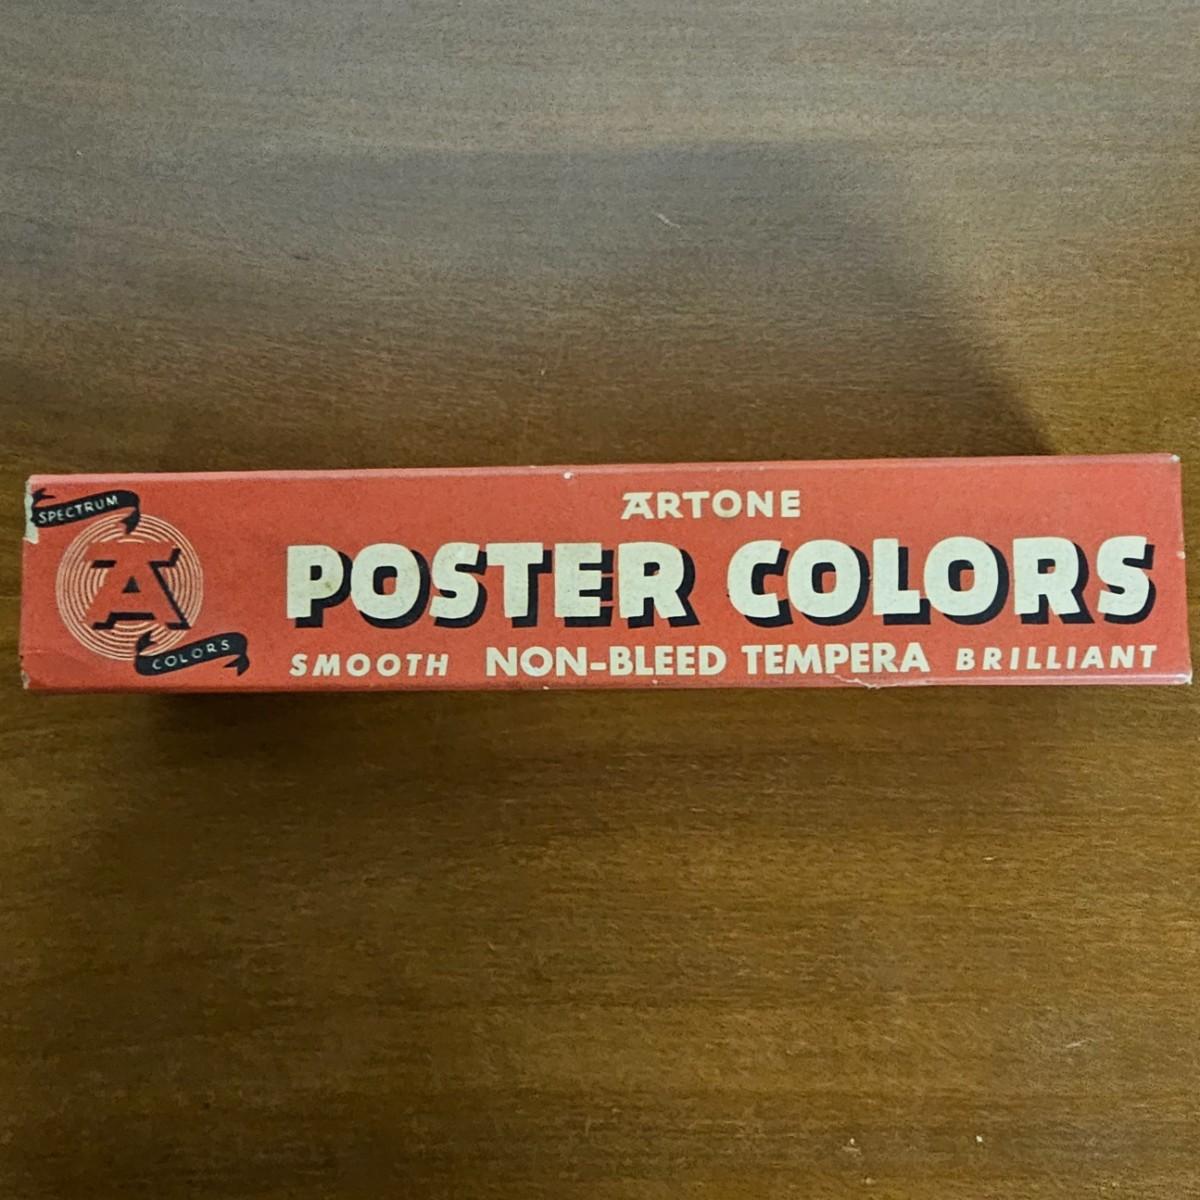 SPECTRUM
A
COLORS
ARTONE
POSTER COLORS
SMOOTH NON-BLEED TEMPERA BRILLIANT